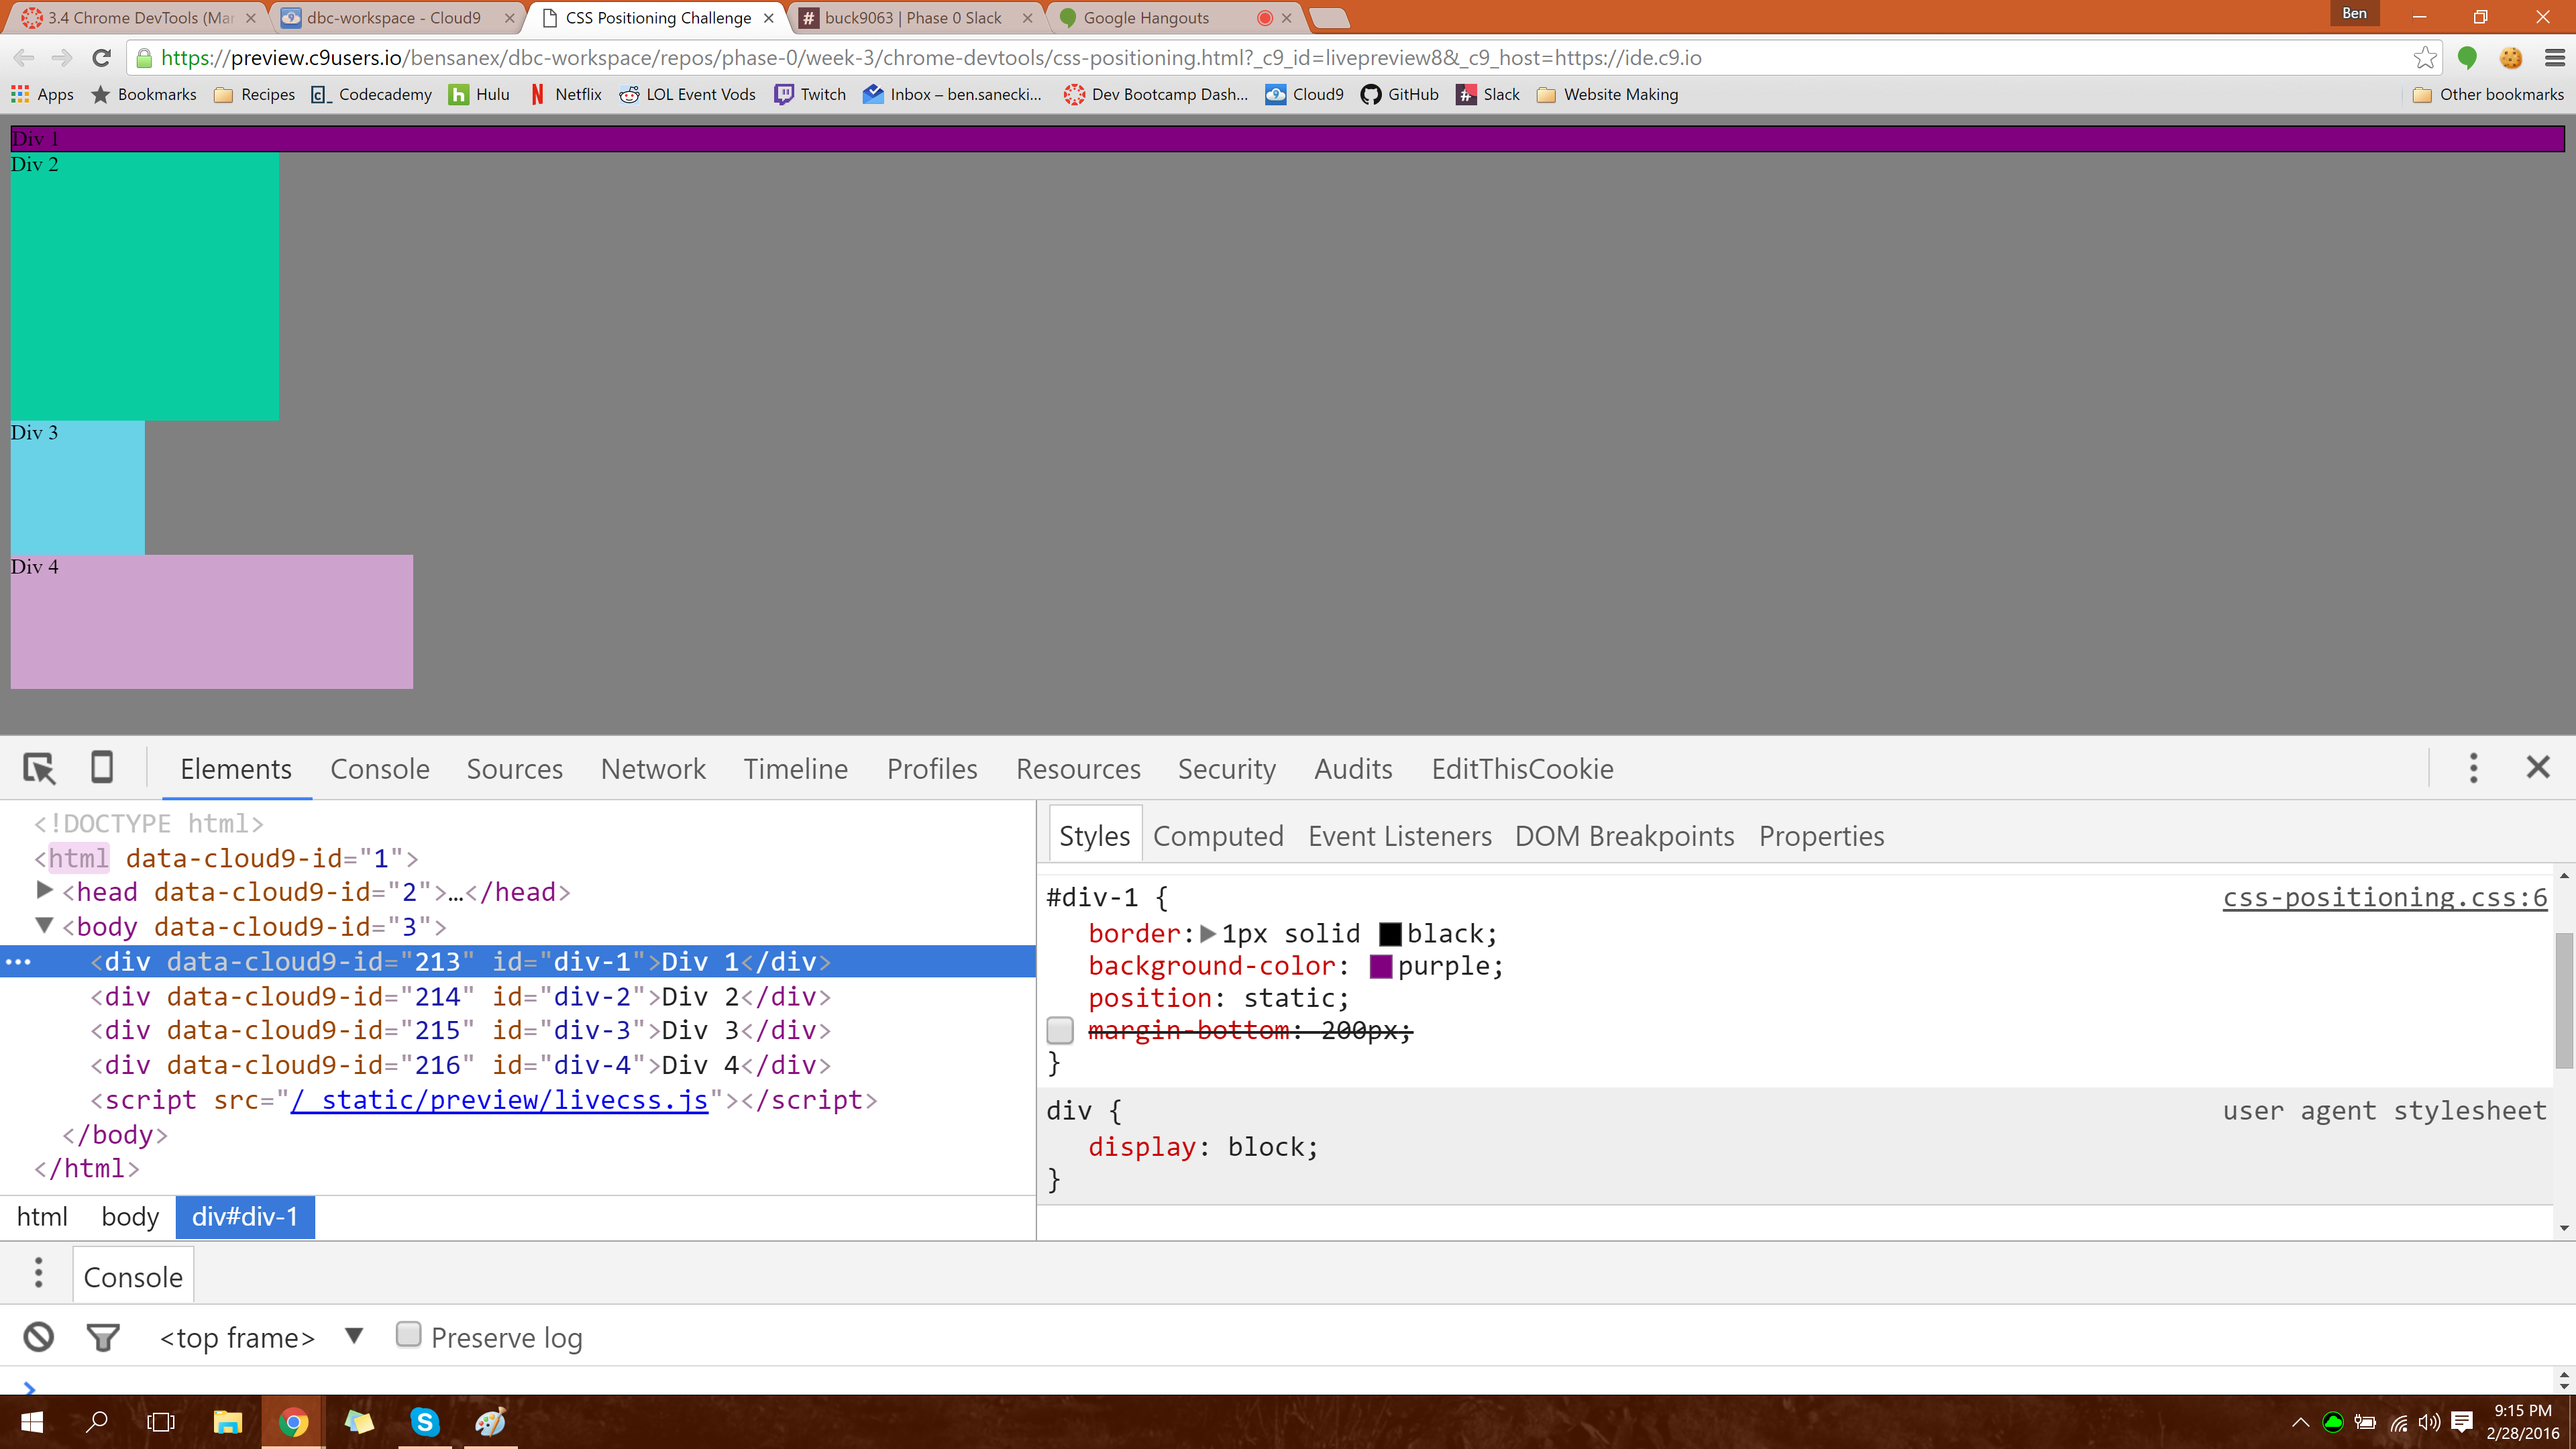 3.4 Chrome DevTools (Mar
dbc-workspace - Cloud9
CSS Positioning Challenge
buck9063 | Phase 0 Slack
Google Hangouts
Ben
https://preview.c9users.io/bensanex/dbc-workspace/repos/phase-0/week-3/chrome-devtools/css-positioning.html?_c9_id=livepreview8&_c9_host=https://ide.c9.io
Apps Bookmarks Recipes Codecademy Hulu Netflix LOL Event Vods Twitch Inbox – ben.sanecki... Dev Bootcamp Dash... Cloud9 GitHub Slack Website Making Other bookmarks
Div 1
Div 2
Div 3
Div 4
Elements Console Sources Network Timeline Profiles Resources Security Audits EditThisCookie
<!DOCTYPE html>
<html data-cloud9-id="1">
<head data-cloud9-id="2">…</head>
<body data-cloud9-id="3">
<div data-cloud9-id="213" id="div-1">Div 1</div>
<div data-cloud9-id="214" id="div-2">Div 2</div>
<div data-cloud9-id="215" id="div-3">Div 3</div>
<div data-cloud9-id="216" id="div-4">Div 4</div>
<script src="/_static/preview/livecss.js"></script>
</body>
</html>
html body div#div-1
Styles Computed Event Listeners DOM Breakpoints Properties
#div-1 { css-positioning.css:6
border: 1px solid black;
background-color: purple;
position: static;
margin-bottom: 200px;
}
div { user agent stylesheet
display: block;
}
Console
<top frame> Preserve log
9:15 PM
2/28/2016